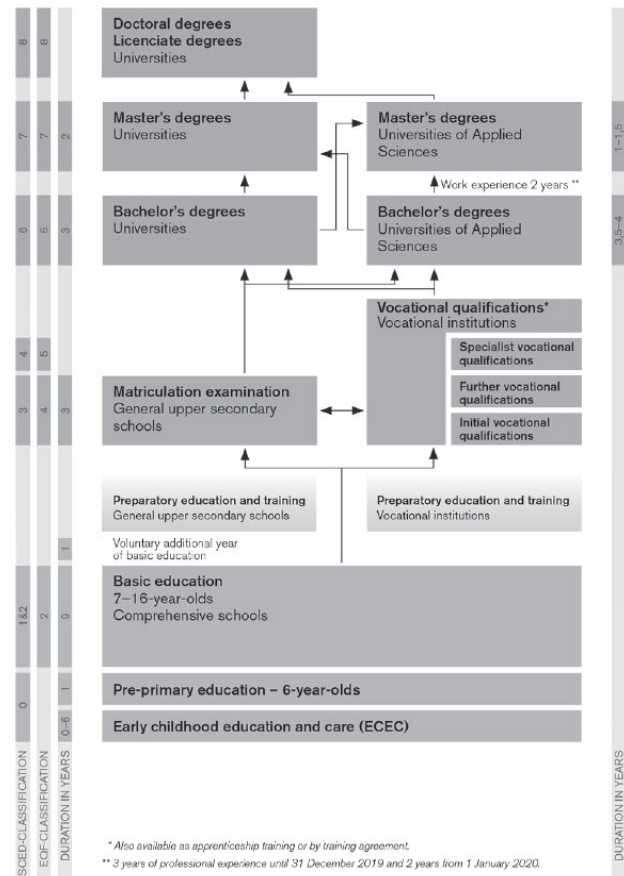 Doctoral degrees
Licenciate degrees
Universities
8
8
Master's degrees
Universities
Master's degrees
Universities of Applied
Sciences
7
7
2
1–1,5
Work experience 2 years **
Bachelor's degrees
Universities
Bachelor's degrees
Universities of Applied
Sciences
6
6
3
3,5–4
Vocational qualifications*
Vocational institutions
Specialist vocational
qualifications
Further vocational
qualifications
Initial vocational
qualifications
4
5
Matriculation examination
General upper secondary
schools
3
4
3
Preparatory education and training
General upper secondary schools
Preparatory education and training
Vocational institutions
Voluntary additional year
of basic education
1
Basic education
7–16-year-olds
Comprehensive schools
1&2
2
9
Pre-primary education – 6-year-olds
0
1
Early childhood education and care (ECEC)
0–6
SCED-CLASSIFICATION
EQF-CLASSIFICATION
DURATION IN YEARS
DURATION IN YEARS
* Also available as apprenticeship training or by training agreement.
** 3 years of professional experience until 31 December 2019 and 2 years from 1 January 2020.